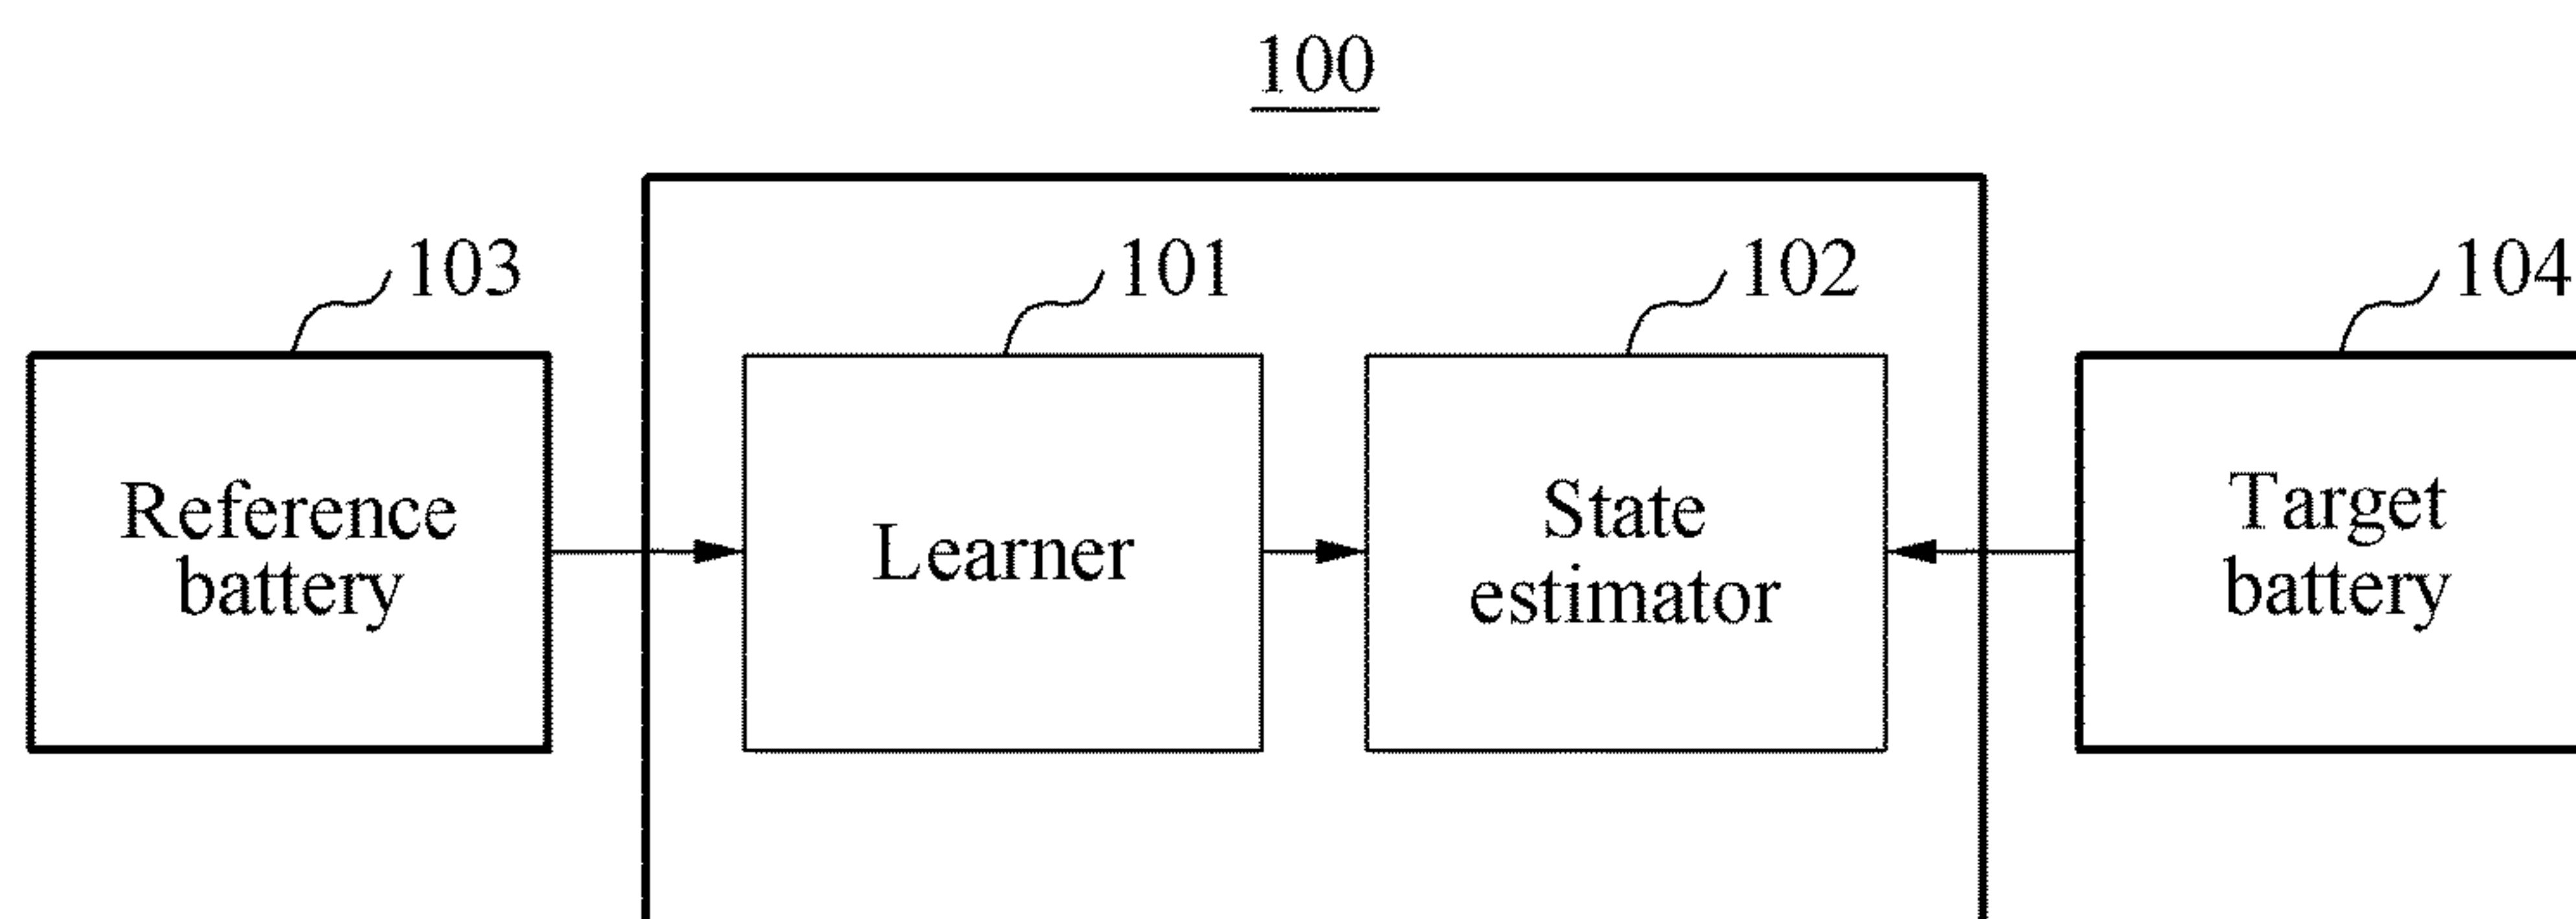 100
103
101
102
104
Reference
battery
Learner
State
estimator
Target
battery